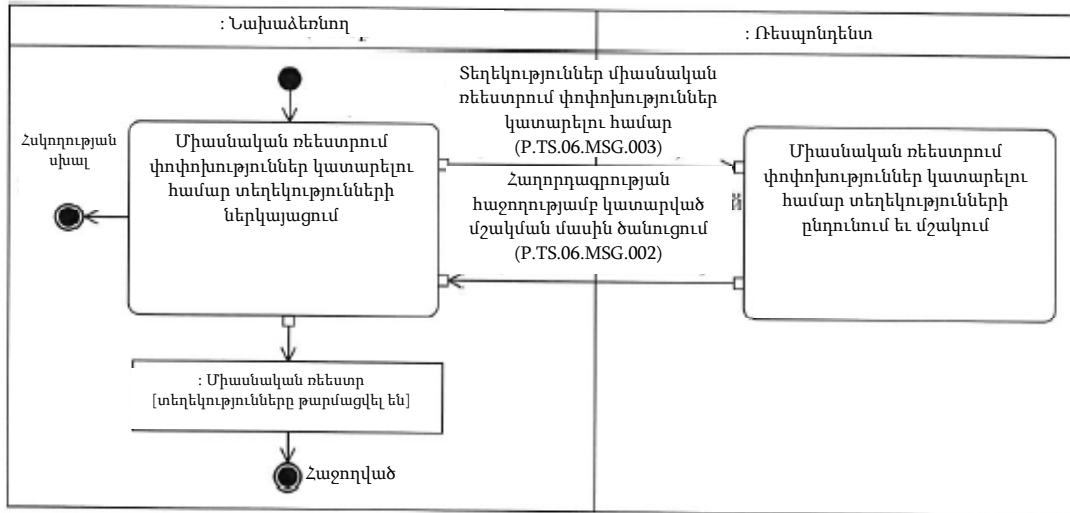 : Նախաձեռնող
: Ռեսպոնդենտ
Տեղեկություններ միասնական
ռեեստրում փոփոխություններ
կատարելու համար
(P.TS.06.MSG.003)
Հսկողության
սխալ
Միասնական ռեեստրում
փոփոխություններ կատարելու
համար տեղեկությունների
ներկայացում
Հաղորդագրության
հաջողությամբ կատարված
մշակման մասին ծանուցում
(P.TS.06.MSG.002)
Միասնական ռեեստրում
փոփոխություններ կատարելու
համար տեղեկությունների
ընդունում եւ մշակում
: Միասնական ռեեստր
[տեղեկությունները թարմացվել են]
Հաջողված